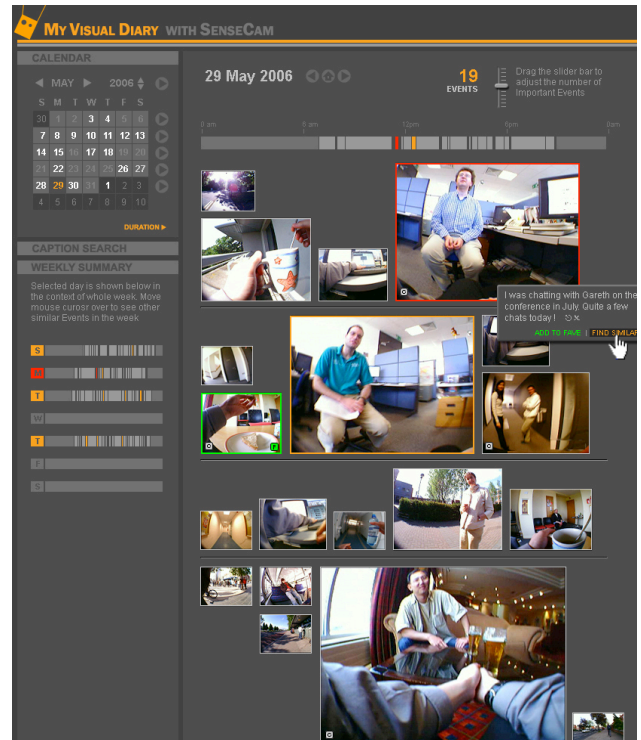 MY VISUAL DIARY WITH SENSECAM
CALENDAR
MAY 2006
S M T W T F S
30 1 2 3 4 5 6
7 8 9 10 11 12 13
14 15 16 17 18 19 20
21 22 23 24 25 26 27
28 29 30 31 1 2 3
4 5 6 7 8 9 10
DURATION
CAPTION SEARCH
WEEKLY SUMMARY
Selected day is shown below in
the context of whole week. Move
mouse curosr over to see other
similar Events in the week
S
M
T
W
T
F
S
29 May 2006
19
EVENTS
Drag the slider bar to
adjust the number of
Important Events
0 am 6 am 12pm 6pm 0am
I was chatting with Gareth on the
conference in July. Quite a few
chats today !
ADD TO FAVE | FIND SIMILAR